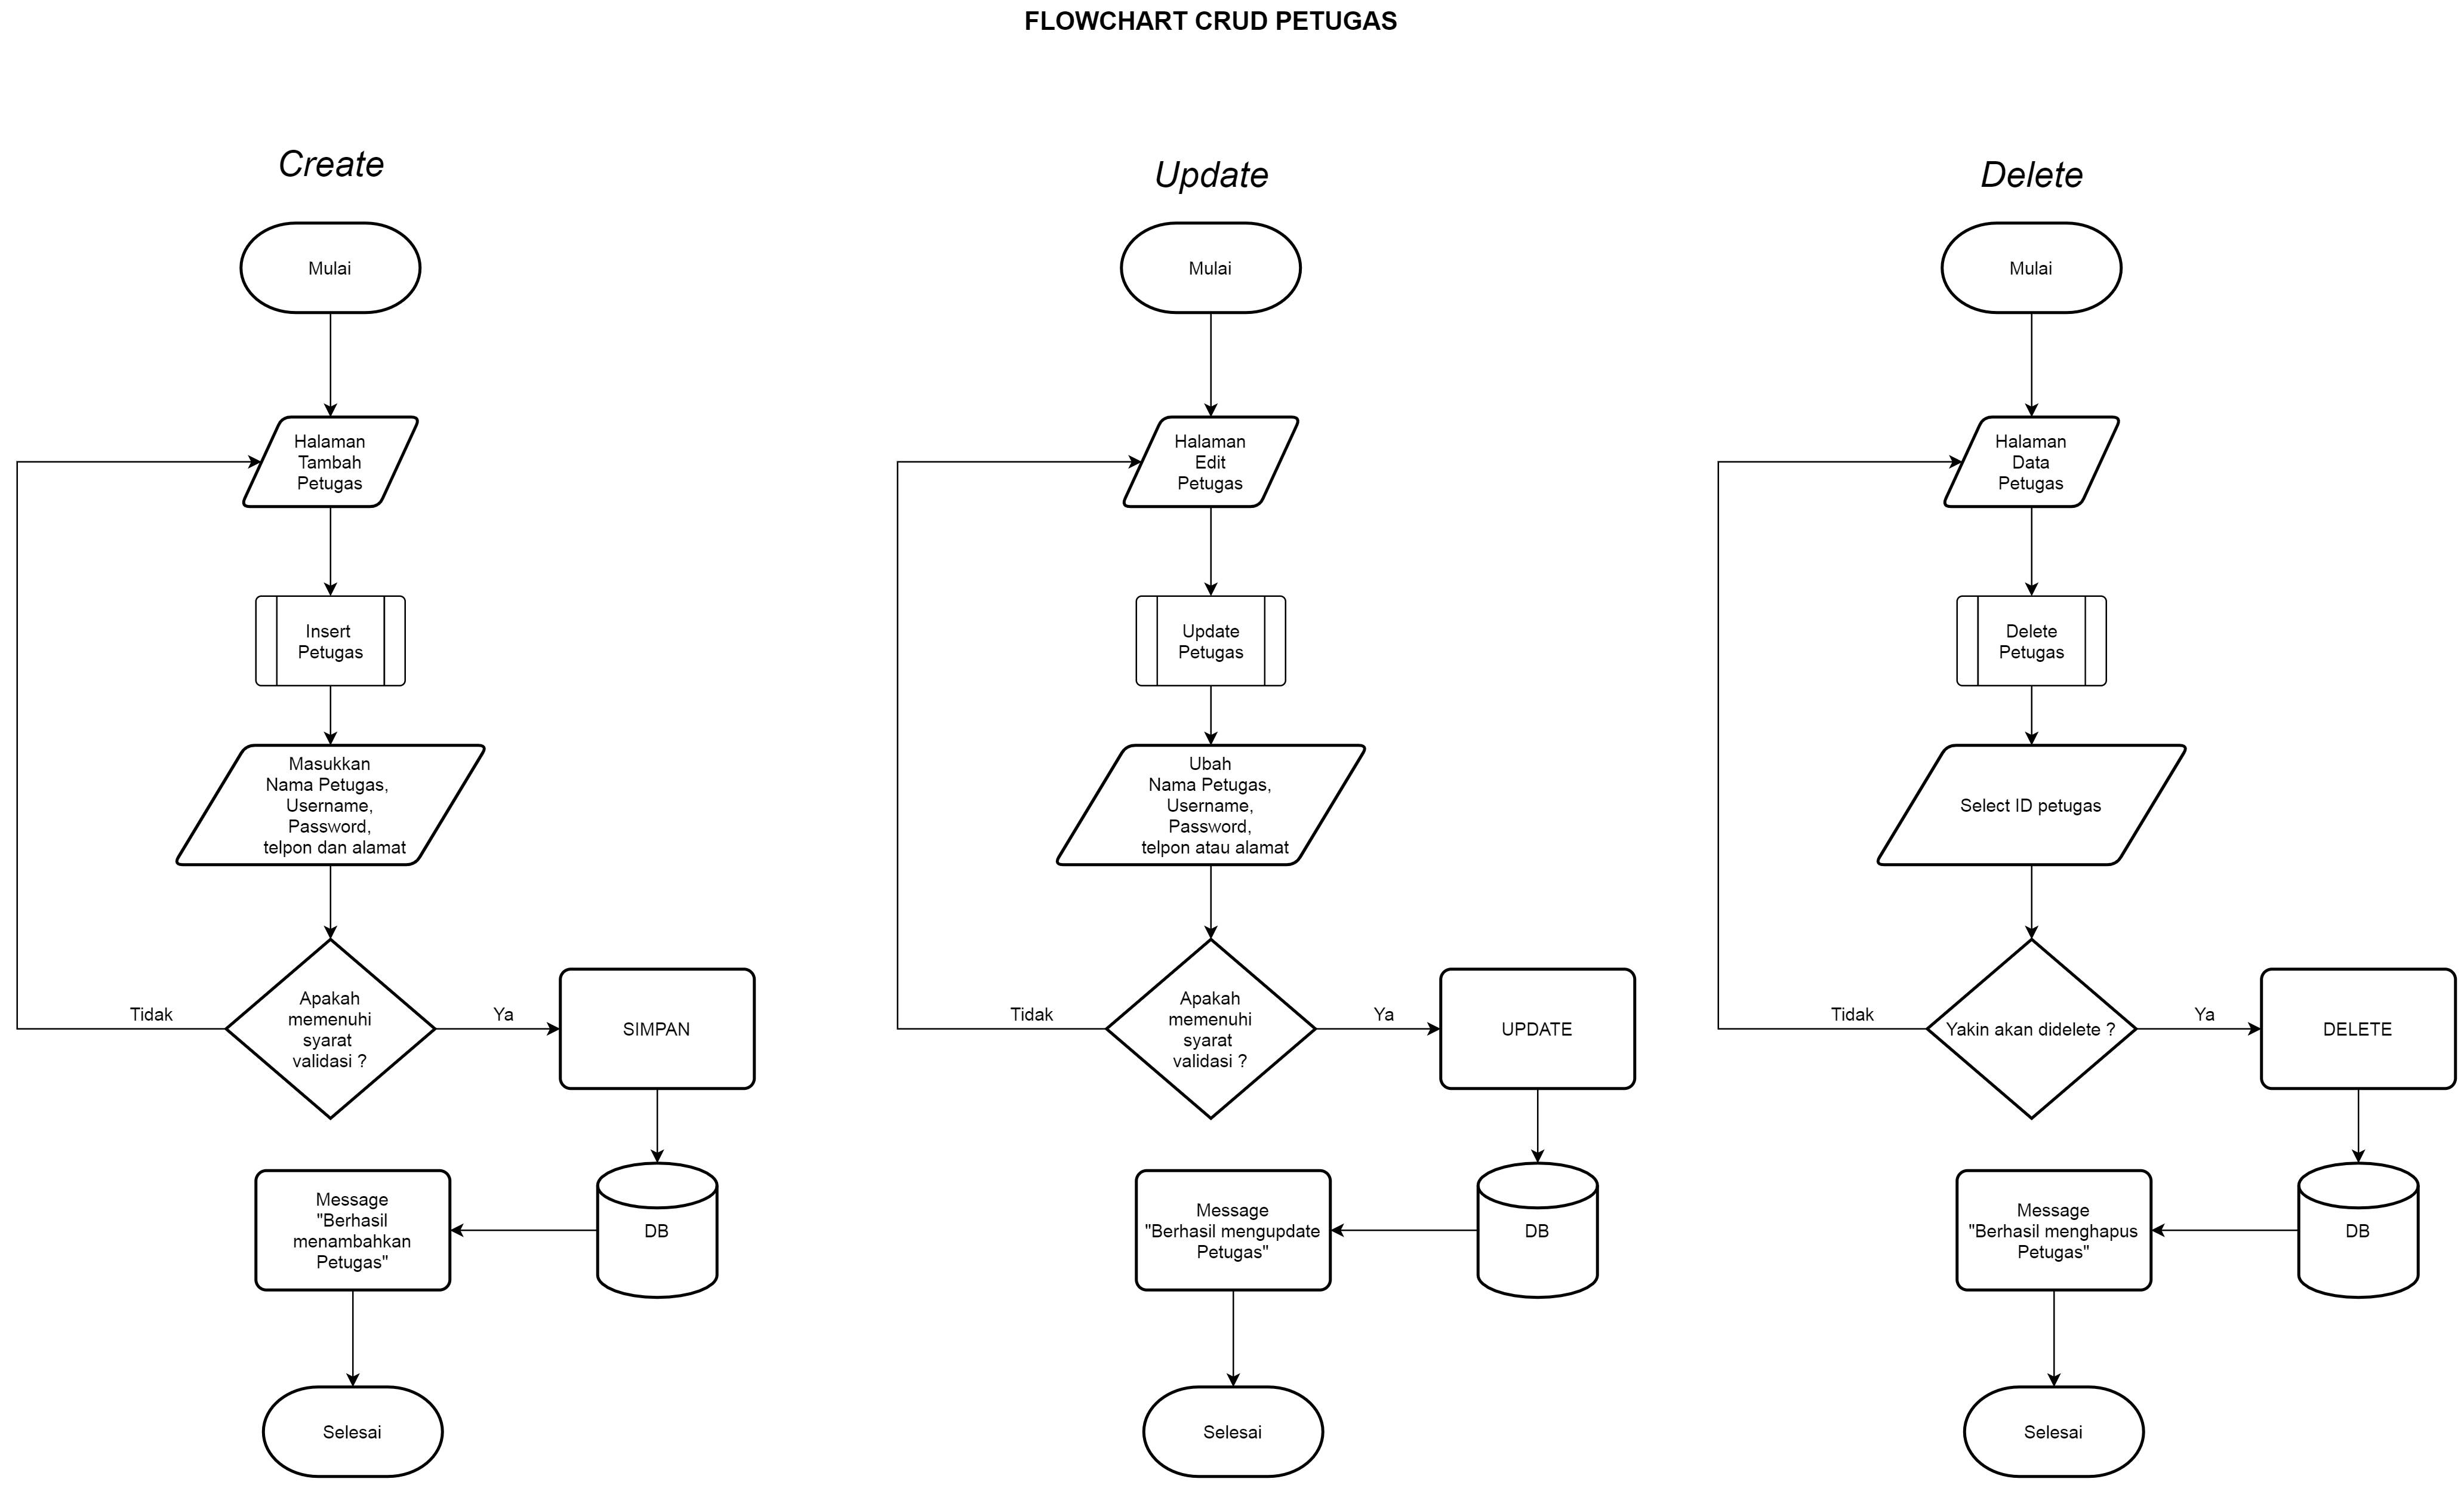 FLOWCHART CRUD PETUGAS
Create
Mulai
Halaman
Tambah
Petugas
Insert
Petugas
Masukkan
Nama Petugas,
Username,
Password,
telpon dan alamat
Apakah
memenuhi
syarat
validasi ?
Tidak
Ya
SIMPAN
DB
Message
"Berhasil
menambahkan
Petugas"
Selesai
Update
Mulai
Halaman
Edit
Petugas
Update
Petugas
Ubah
Nama Petugas,
Username,
Password,
telpon atau alamat
Apakah
memenuhi
syarat
validasi ?
Tidak
Ya
UPDATE
DB
Message
"Berhasil mengupdate
Petugas"
Selesai
Delete
Mulai
Halaman
Data
Petugas
Delete
Petugas
Select ID petugas
Yakin akan didelete ?
Tidak
Ya
DELETE
DB
Message
"Berhasil menghapus
Petugas"
Selesai